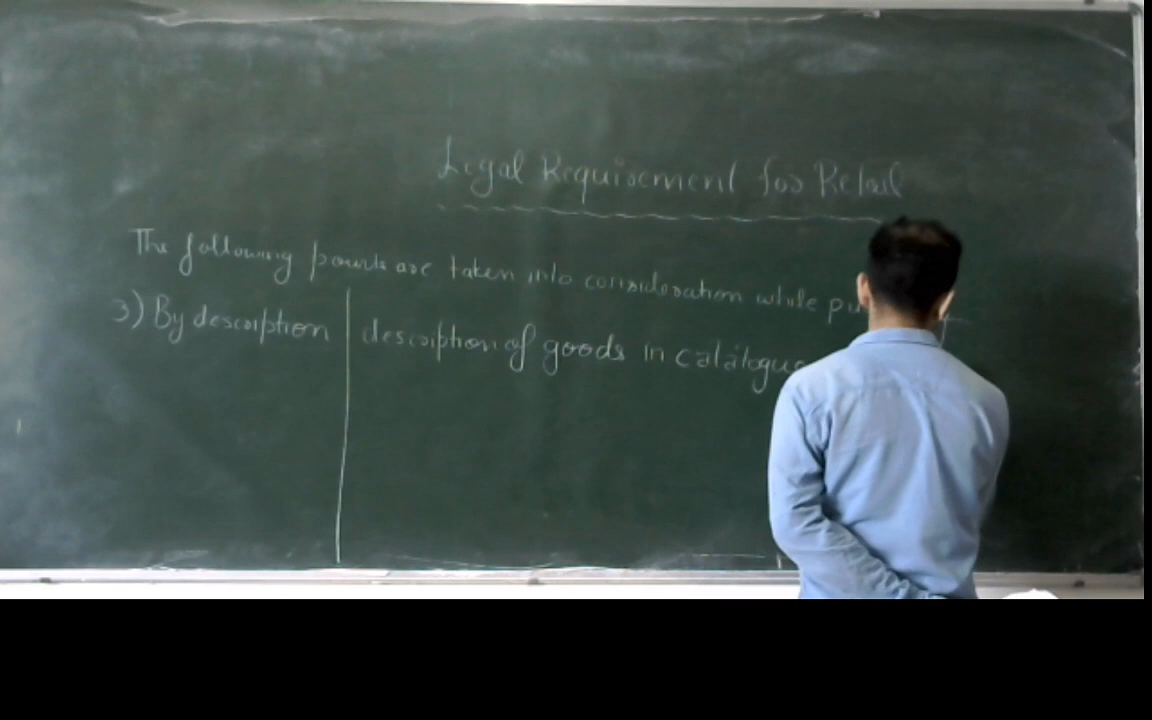 Legal Requirement for Retail
The following points are taken into consideration while
3) By description | description of goods in catalogue